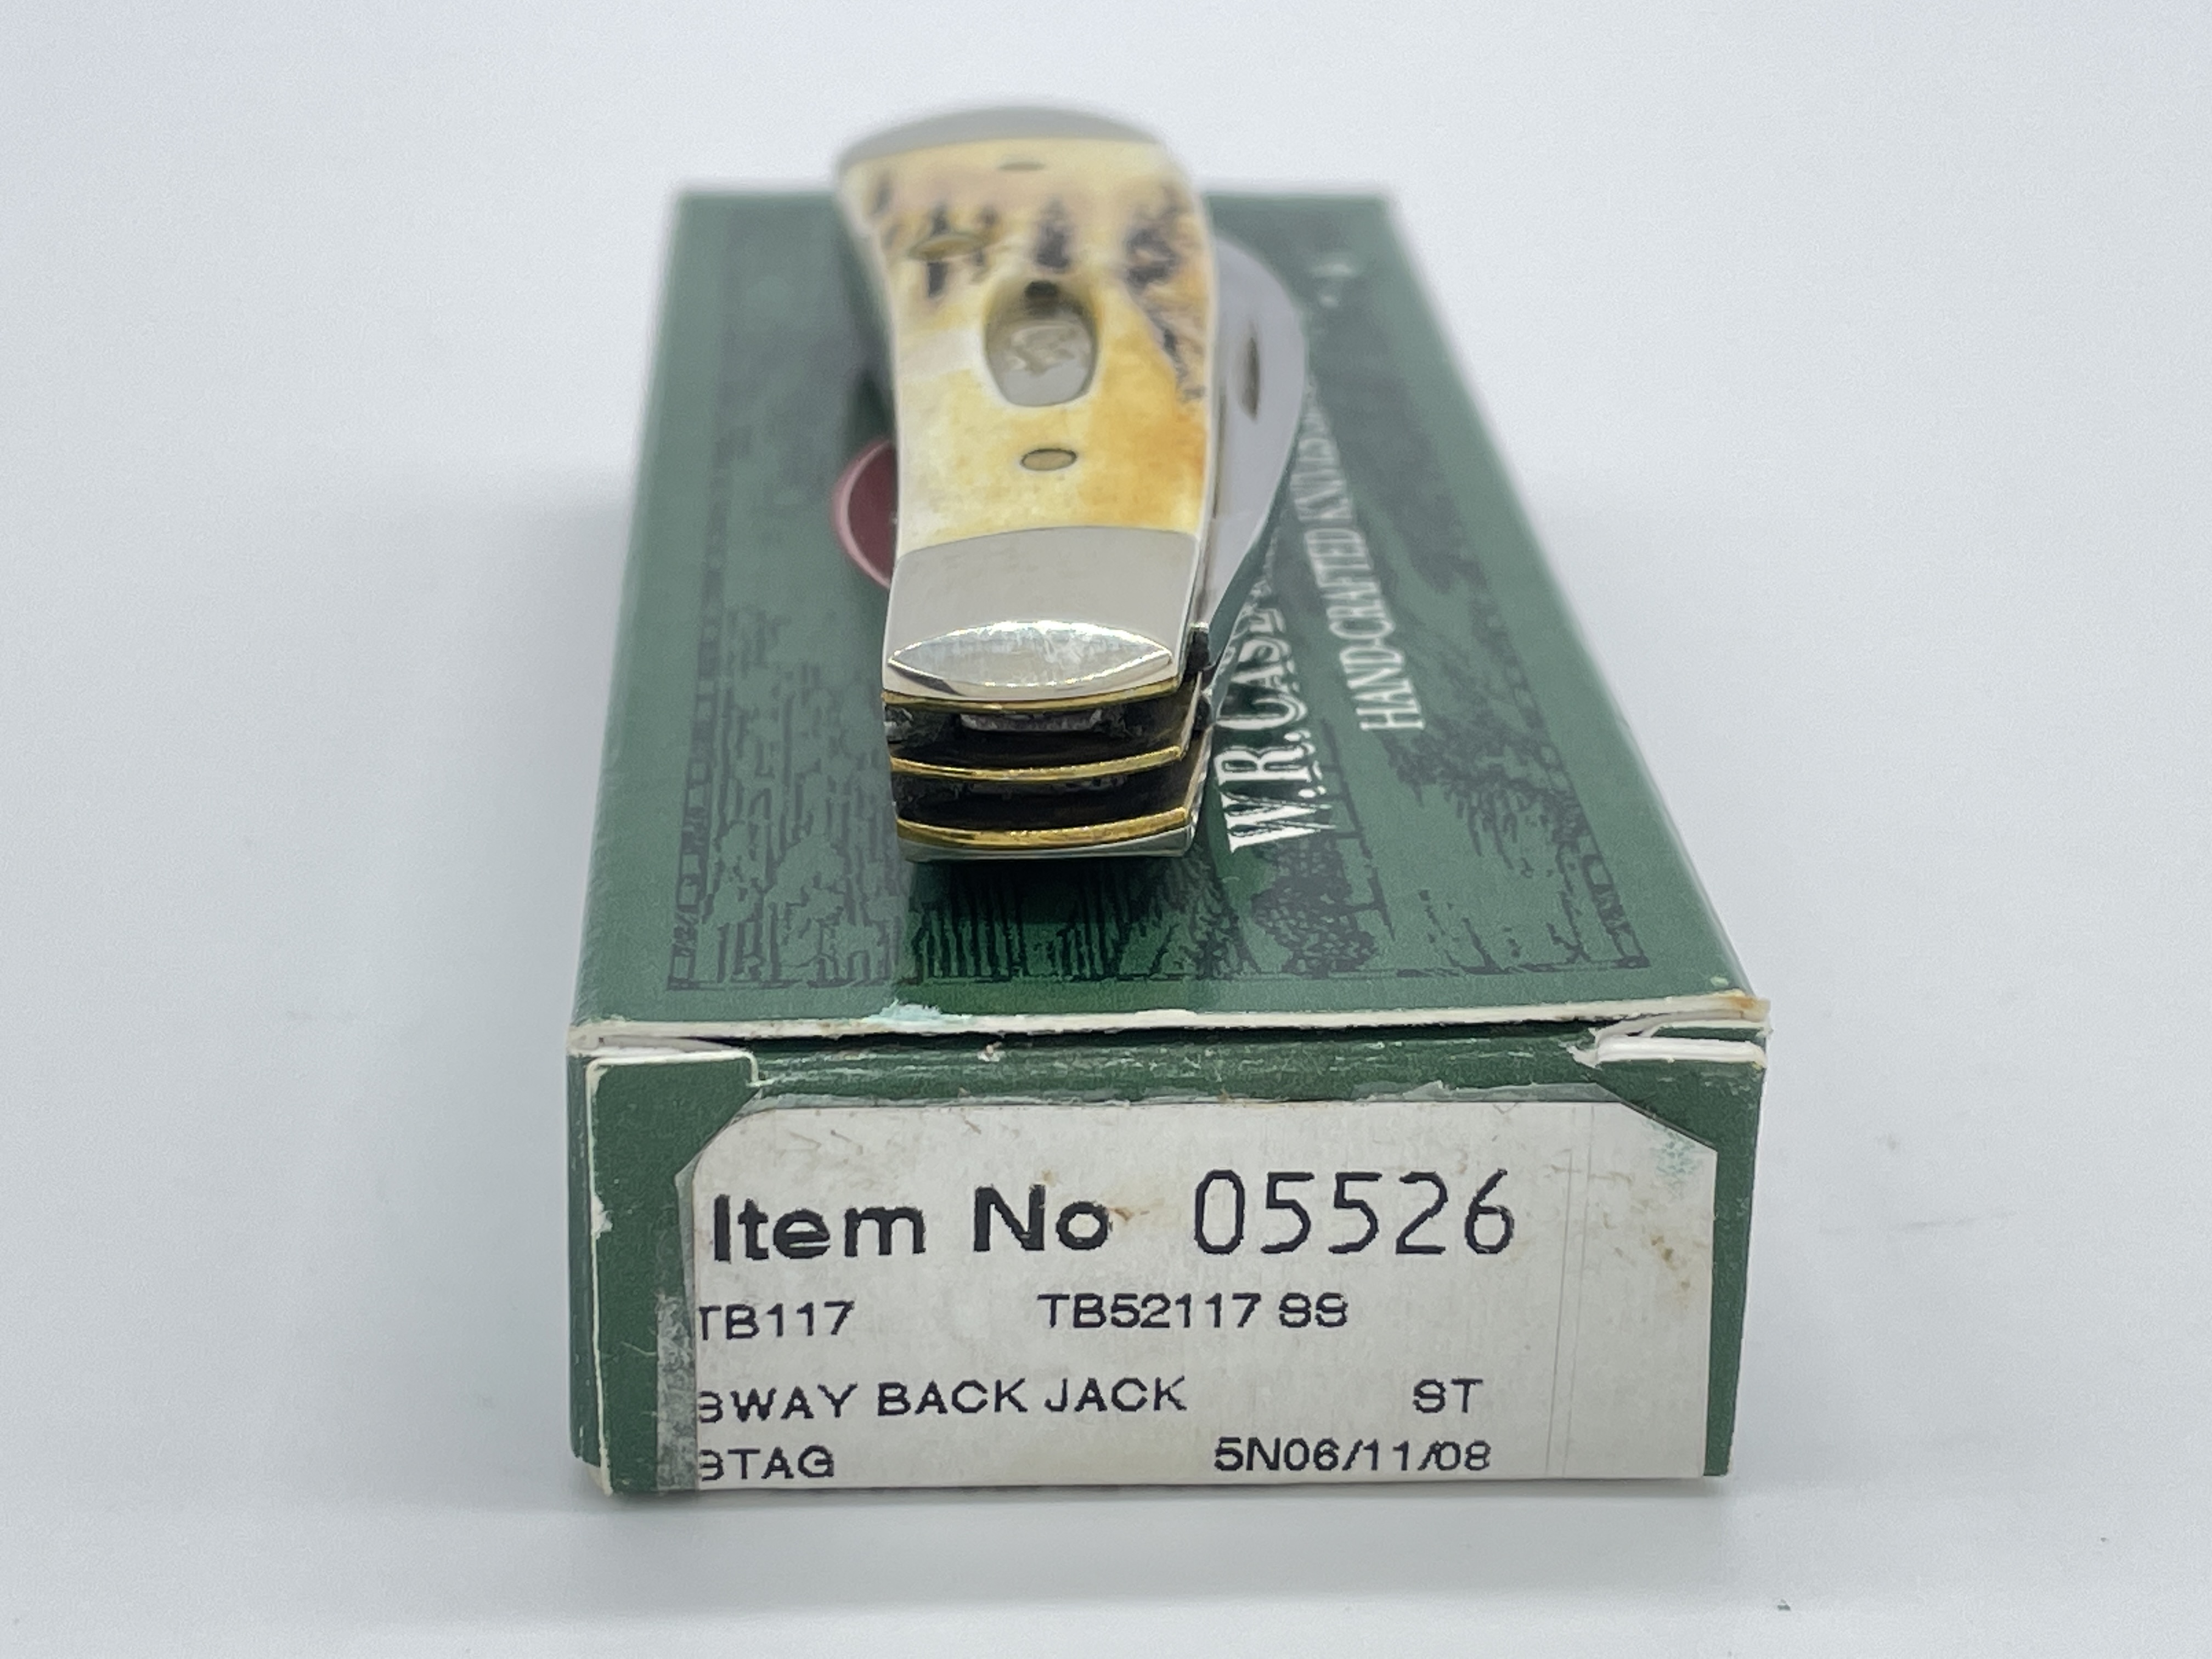 W.R. CASE
HAND-CRAFTED KNIVES
Item No 05526
TB117 TB52117 SS
SWAY BACK JACK ST
STAG 5N06/11/08